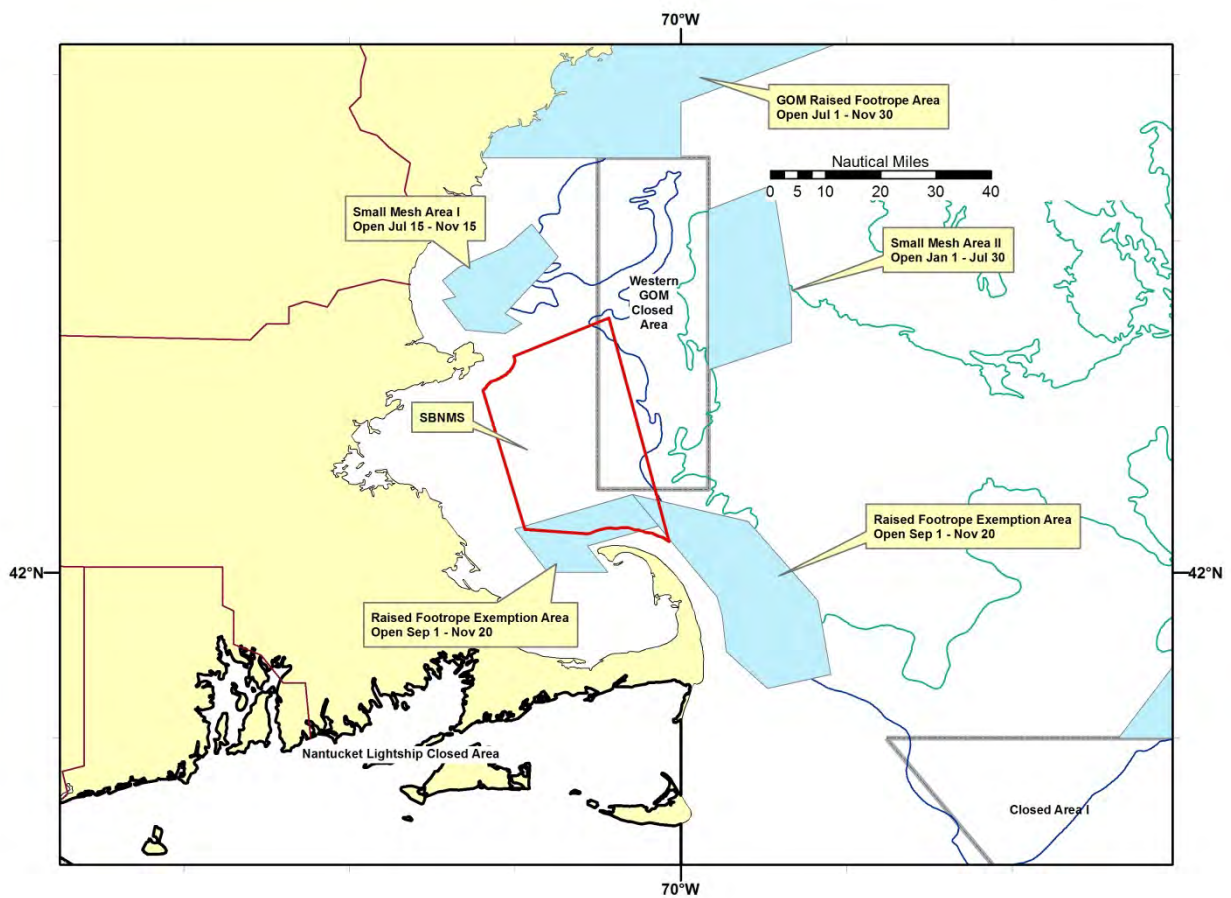 70°W
GOM Raised Footrope Area
Open Jul 1 - Nov 30
Nautical Miles
0 5 10 20 30 40
Small Mesh Area I
Open Jul 15 - Nov 15
Small Mesh Area II
Open Jan 1 - Jul 30
Western
GOM
Closed
Area
SBNMS
Raised Footrope Exemption Area
Open Sep 1 - Nov 20
42°N
42°N
Raised Footrope Exemption Area
Open Sep 1 - Nov 20
Nantucket Lightship Closed Area
Closed Area I
70°W